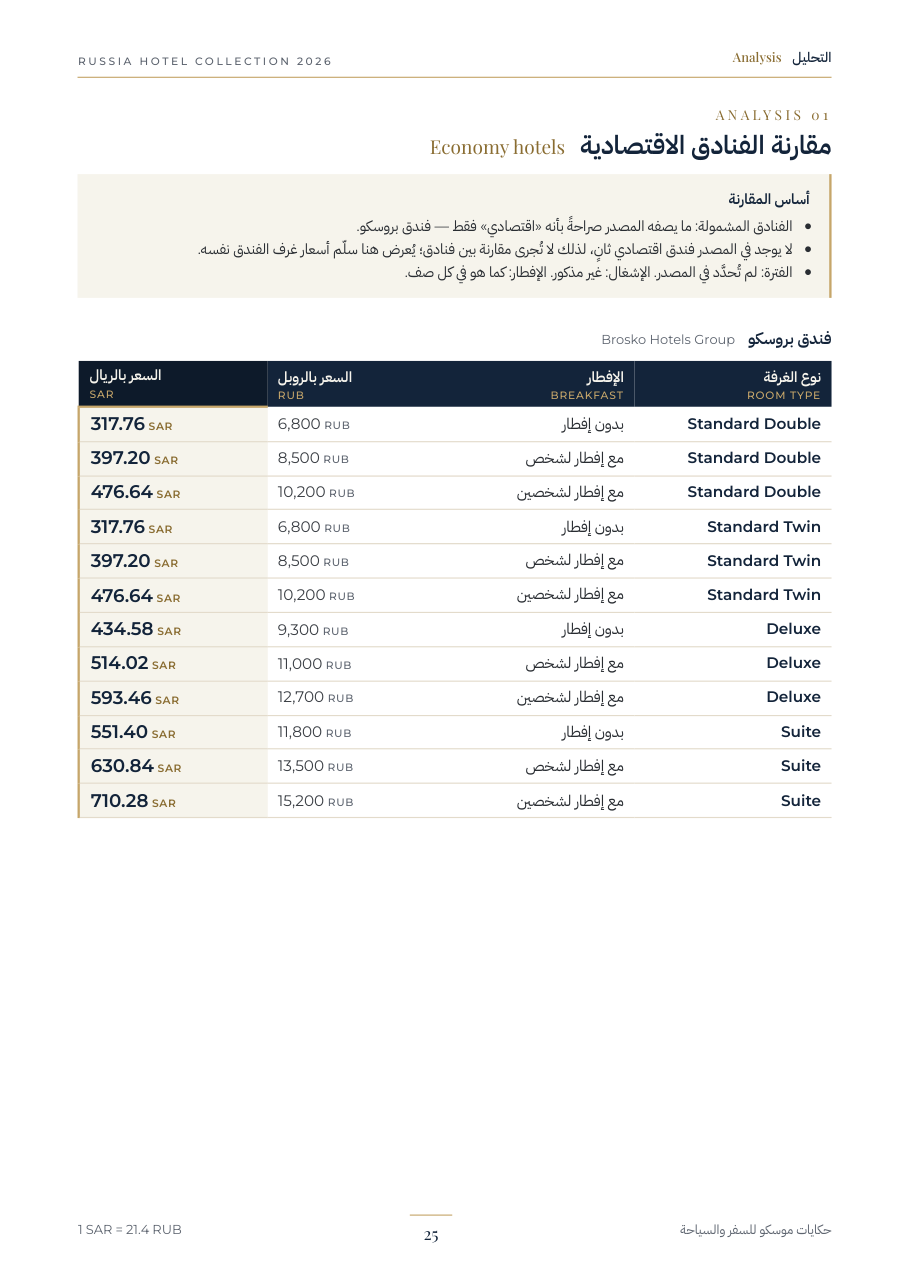 التحليل Analysis
RUSSIA HOTEL COLLECTION 2026
ANALYSIS 01
مقارنة الفنادق الاقتصادية Economy hotels
أساس المقارنة
• الفنادق المشمولة: ما يصفه المصدر صراحةً بأنه «اقتصادي» فقط — فندق بروسكو.
• لا يوجد في المصدر فندق اقتصادي ثانٍ، لذلك لا تُجرى مقارنة بين فنادق؛ يُعرض هنا سلّم أسعار غرف الفندق نفسه.
• الفترة: لم تُحدَّد في المصدر. الإشغال: غير مذكور. الإفطار: كما هو في كل صف.
فندق بروسكو Brosko Hotels Group
نوع الغرفة الإفطار السعر بالروبل السعر بالريال
ROOM TYPE BREAKFAST RUB SAR
Standard Double بدون إفطار 6,800 RUB 317.76 SAR
Standard Double مع إفطار لشخص 8,500 RUB 397.20 SAR
Standard Double مع إفطار لشخصين 10,200 RUB 476.64 SAR
Standard Twin بدون إفطار 6,800 RUB 317.76 SAR
Standard Twin مع إفطار لشخص 8,500 RUB 397.20 SAR
Standard Twin مع إفطار لشخصين 10,200 RUB 476.64 SAR
Deluxe بدون إفطار 9,300 RUB 434.58 SAR
Deluxe مع إفطار لشخص 11,000 RUB 514.02 SAR
Deluxe مع إفطار لشخصين 12,700 RUB 593.46 SAR
Suite بدون إفطار 11,800 RUB 551.40 SAR
Suite مع إفطار لشخص 13,500 RUB 630.84 SAR
Suite مع إفطار لشخصين 15,200 RUB 710.28 SAR
حكايات موسكو للسفر والسياحة
25
1 SAR = 21.4 RUB